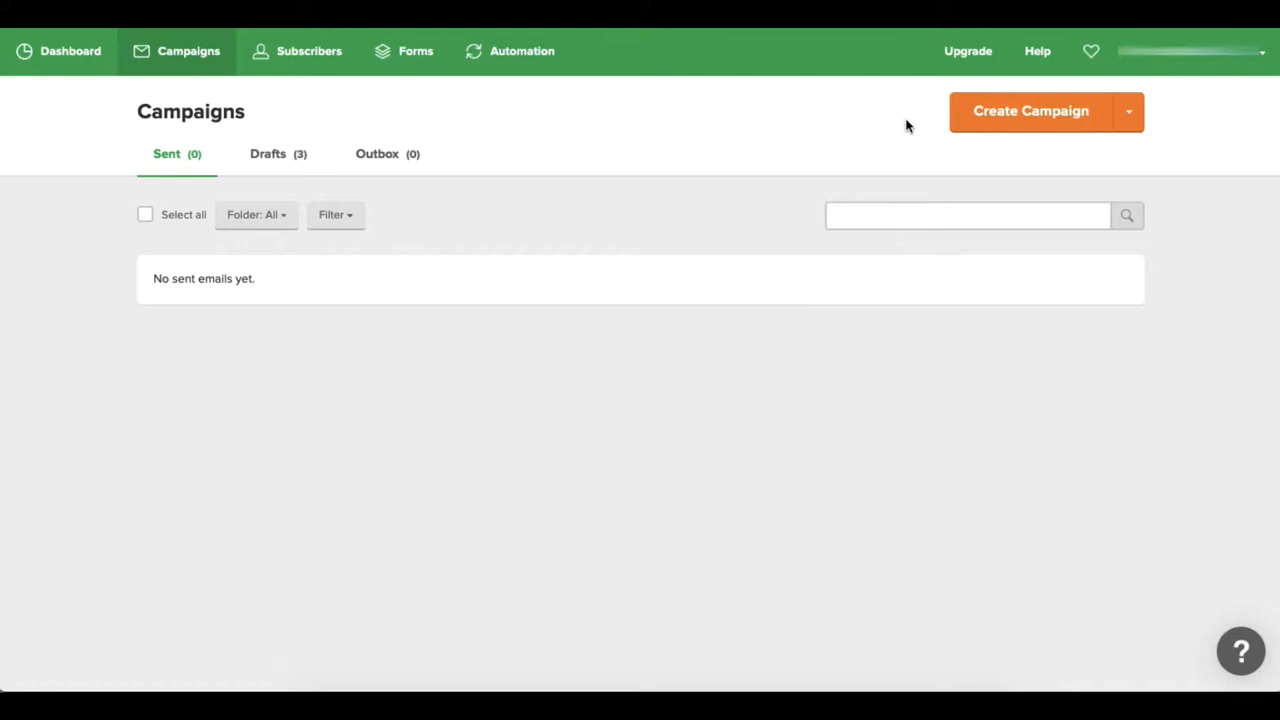 Dashboard Campaigns Subscribers Forms Automation Upgrade Help
Campaigns Create Campaign
Sent (0) Drafts (3) Outbox (0)
Select all Folder: All Filter
No sent emails yet.
?